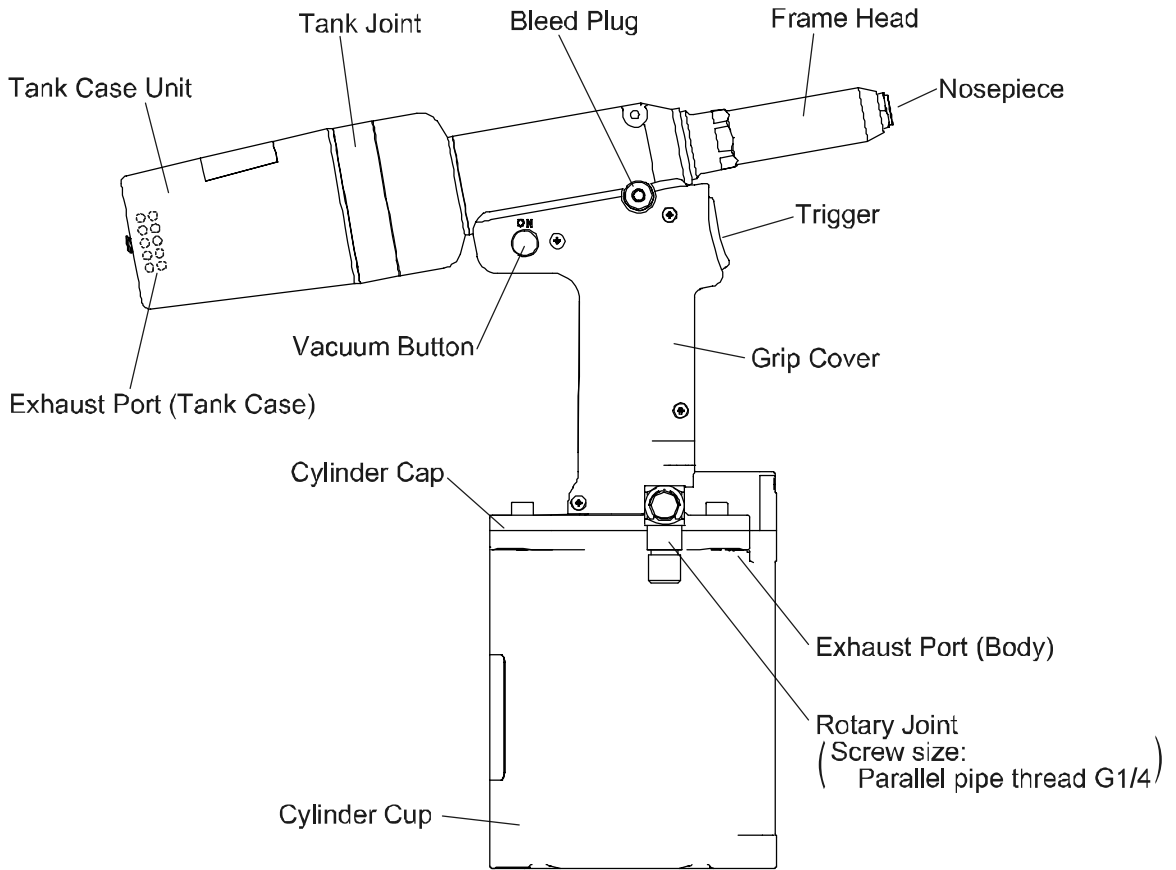 Tank Joint
Bleed Plug
Frame Head
Tank Case Unit
Nosepiece
Trigger
ON
Vacuum Button
Grip Cover
Exhaust Port (Tank Case)
Cylinder Cap
Exhaust Port (Body)
Rotary Joint
(Screw size:
Parallel pipe thread G1/4)
Cylinder Cup